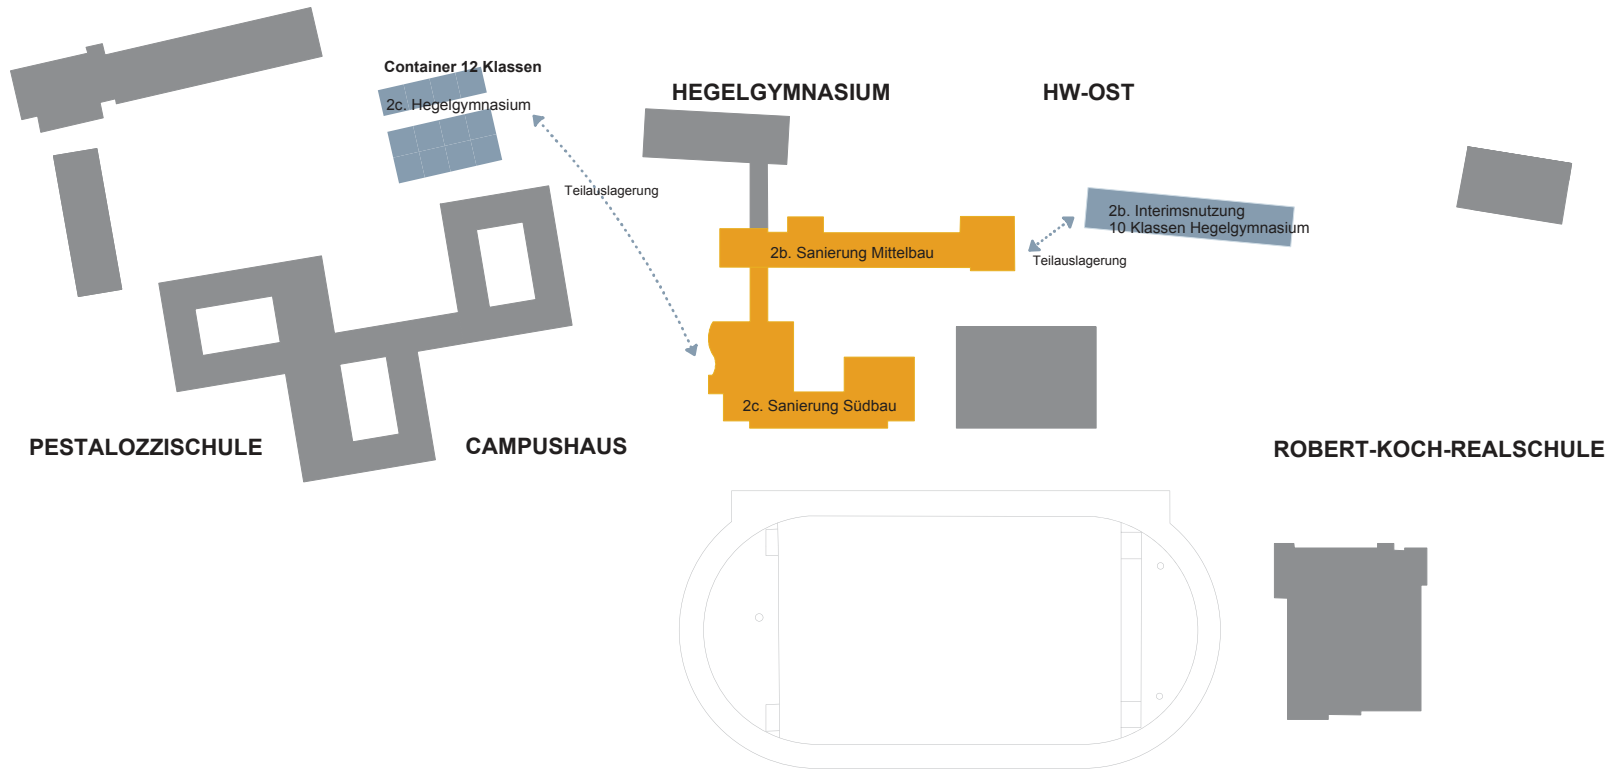 Container 12 Klassen
2c. Hegelgymnasium
HEGELGYMNASIUM
HW-OST
Teilauslagerung
2b. Interimsnutzung
10 Klassen Hegelgymnasium
2b. Sanierung Mittelbau
Teilauslagerung
2c. Sanierung Südbau
PESTALOZZISCHULE
CAMPUSHAUS
ROBERT-KOCH-REALSCHULE